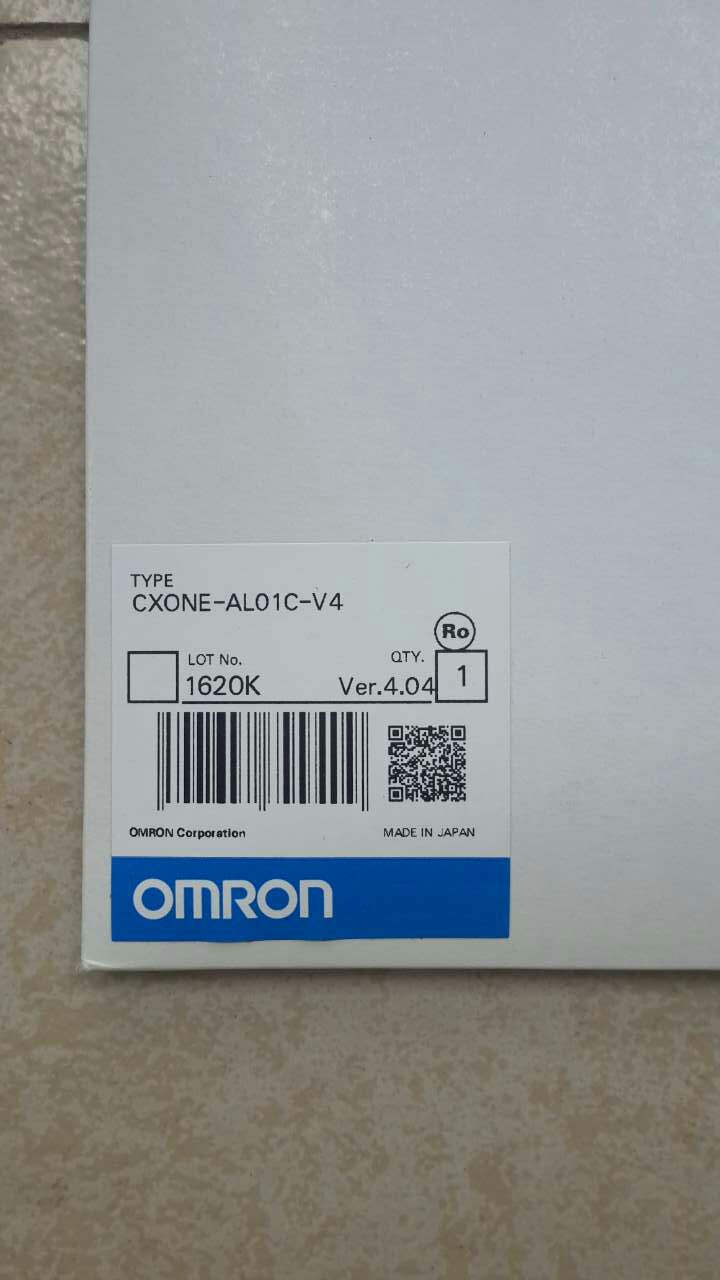 TYPE
CXONE-AL01C-V4
Ro
LOT No. QTY.
1620K Ver.4.04 1
OMRON Corporation MADE IN JAPAN
OMRON